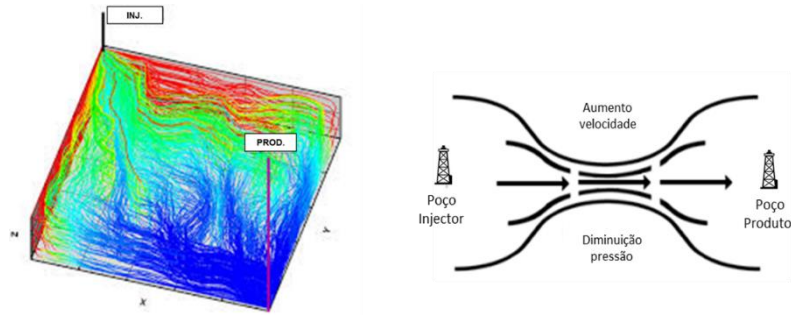 INJ.
PROD.
Z
X
Y
Aumento
velocidade
Poço
Injector
Poço
Produto
Diminuição
pressão